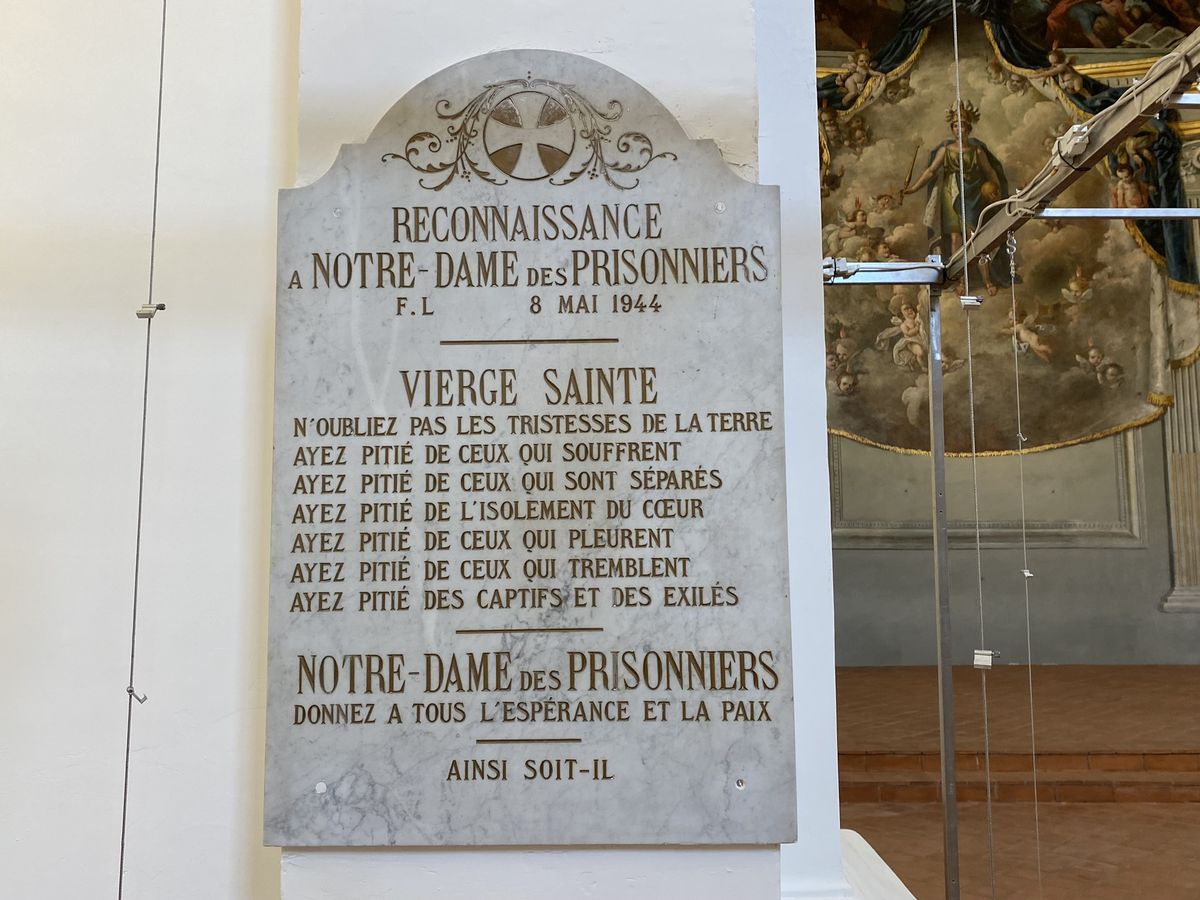 RECONNAISSANCE
A NOTRE-DAME DES PRISONNIERS
F.L 8 MAI 1944
VIERGE SAINTE
N'OUBLIEZ PAS LES TRISTESSES DE LA TERRE
AYEZ PITIÉ DE CEUX QUI SOUFFRENT
AYEZ PITIÉ DE CEUX QUI SONT SÉPARÉS
AYEZ PITIÉ DE L'ISOLEMENT DU CŒUR
AYEZ PITIÉ DE CEUX QUI PLEURENT
AYEZ PITIÉ DE CEUX QUI TREMBLENT
AYEZ PITIÉ DES CAPTIFS ET DES EXILÉS
NOTRE-DAME DES PRISONNIERS
DONNEZ A TOUS L'ESPÉRANCE ET LA PAIX
AINSI SOIT-IL